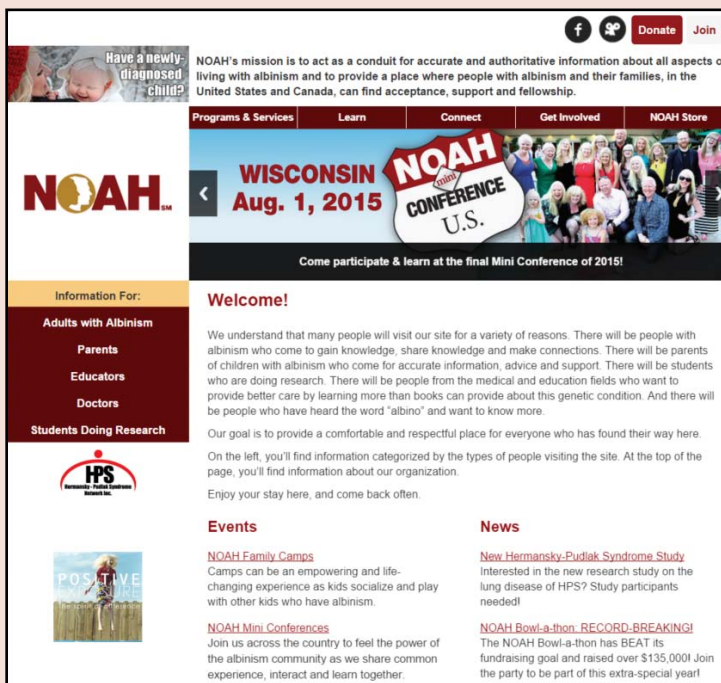 Donate Join
Have a newly-
diagnosed
child?
NOAH's mission is to act as a conduit for accurate and authoritative information about all aspects o
living with albinism and to provide a place where people with albinism and their families, in the
United States and Canada, can find acceptance, support and fellowship.
Programs & Services Learn Connect Get Involved NOAH Store
NOAH SM
WISCONSIN
Aug. 1, 2015
NOAH
mini
CONFERENCE
U.S.
Come participate & learn at the final Mini Conference of 2015!
Information For:
Adults with Albinism
Parents
Educators
Doctors
Students Doing Research
HPS
Hermansky - Pudlak Syndrome
Network Inc.
POSITIVE
EXPOSURE
The spirit of difference
Welcome!
We understand that many people will visit our site for a variety of reasons. There will be people with
albinism who come to gain knowledge, share knowledge and make connections. There will be parents
of children with albinism who come for accurate information, advice and support. There will be students
who are doing research. There will be people from the medical and education fields who want to
provide better care by learning more than books can provide about this genetic condition. And there will
be people who have heard the word "albino" and want to know more.
Our goal is to provide a comfortable and respectful place for everyone who has found their way here.
On the left, you'll find information categorized by the types of people visiting the site. At the top of the
page, you'll find information about our organization.
Enjoy your stay here, and come back often.
Events
NOAH Family Camps
Camps can be an empowering and life-
changing experience as kids socialize and play
with other kids who have albinism.
NOAH Mini Conferences
Join us across the country to feel the power of
the albinism community as we share common
experience, interact and learn together.
News
New Hermansky-Pudlak Syndrome Study
Interested in the new research study on the
lung disease of HPS? Study participants
needed!
NOAH Bowl-a-thon: RECORD-BREAKING!
The NOAH Bowl-a-thon has BEAT its
fundraising goal and raised over $135,000! Join
the party to be part of this extra-special year!